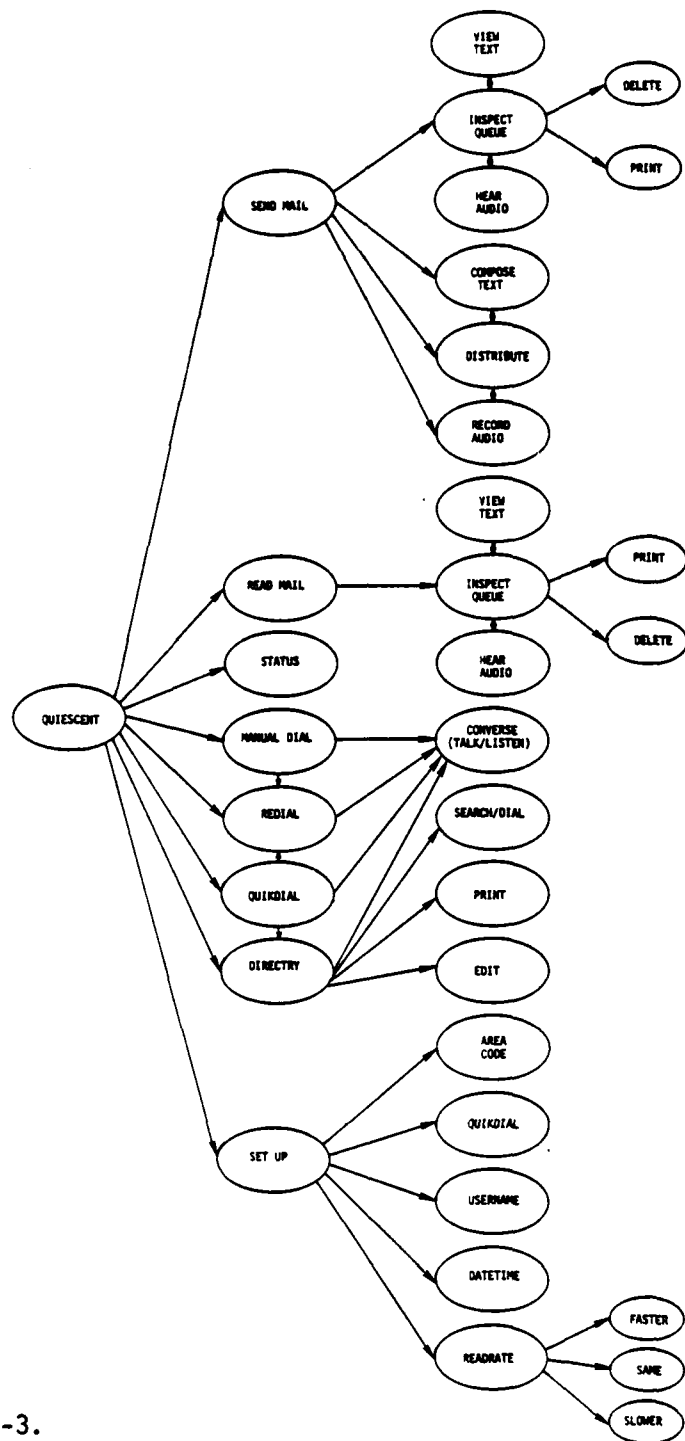 VIEW
TEXT
DELETE
INSPECT
QUEUE
PRINT
SEND MAIL
HEAR
AUDIO
COMPOSE
TEXT
DISTRIBUTE
RECORD
AUDIO
VIEW
TEXT
PRINT
READ MAIL
INSPECT
QUEUE
DELETE
STATUS
HEAR
AUDIO
QUIESCENT
MANUAL DIAL
CONVERSE
(TALK/LISTEN)
REDIAL
SEARCH/DIAL
QUIKDIAL
PRINT
DIRECTRY
EDIT
AREA
CODE
QUIKDIAL
SET UP
USERNAME
DATETIME
FASTER
READRATE
SAME
SLOWER
-3.